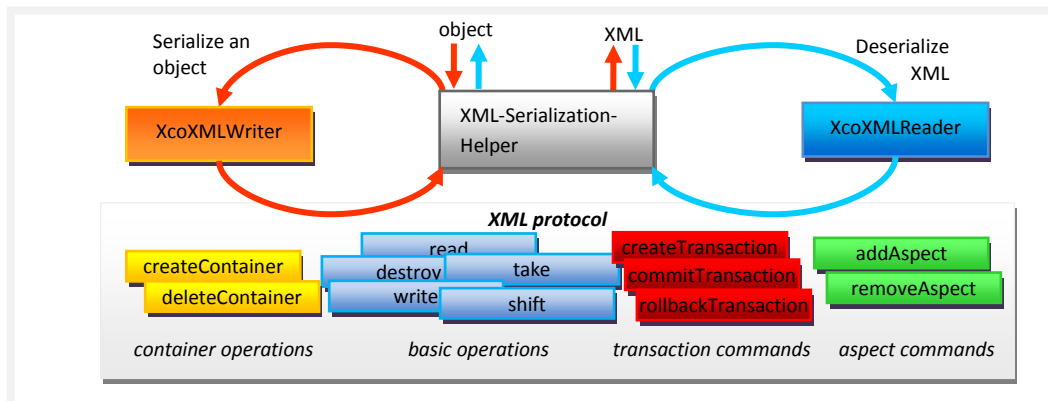 Serialize an
object
object
XML
Deserialize
XML
XcoXMLWriter
XML-Serialization-
Helper
XcoXMLReader
XML protocol
createContainer
deleteContainer
read
destroy
take
write
shift
createTransaction
commitTransaction
rollbackTransaction
addAspect
removeAspect
container operations
basic operations
transaction commands
aspect commands